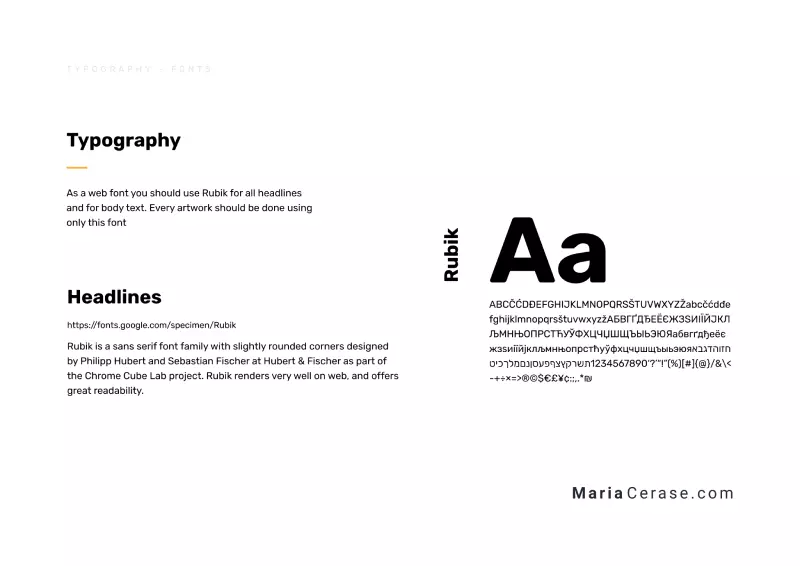 TYPOGRAPHY - FONTS
Typography
As a web font you should use Rubik for all headlines
and for body text. Every artwork should be done using
only this font
Headlines
https://fonts.google.com/specimen/Rubik
Rubik is a sans serif font family with slightly rounded corners designed
by Philipp Hubert and Sebastian Fischer at Hubert & Fischer as part of
the Chrome Cube Lab project. Rubik renders very well on web, and offers
great readability.
Rubik
Aa
ABCČĆDĐEFGHIJKLMNOPQRSŠTUVWXYZŽabcčćdđe
fghijklmnopqrsštuvwxyzžАБВГҐДЂЕЁЄЖЗЅИІЇЙЈКЛ
ЉМНЊОПРСТЋУЎФХЦЧЏШЩЪЫЬЭЮЯабвгґдђеёє
жзѕиіїйјклљмнњопрстћуўфхцчџшщъыьэюяאבגדהוזח
טיכךלמםנןסעפףצץקרשת1234567890‘?’“!”(%)[#]{@}/&\<
-+÷×=>®©$€£¥¢:;,.*₪
MariaCerase.com